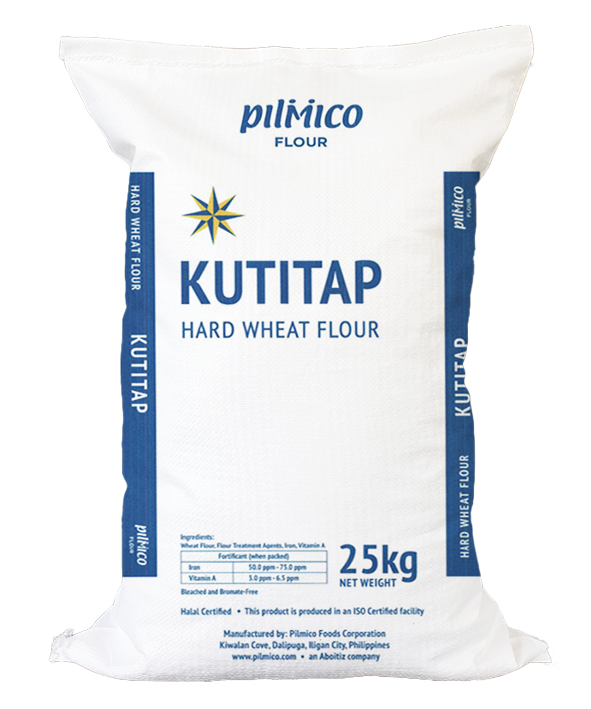 PILMICO
FLOUR
KUTITAP
HARD WHEAT FLOUR
Ingredients:
Wheat Flour, Flour Treatment Agents, Iron, Vitamin A
Fortificant (when packed)
Iron 50.0 ppm - 75.0 ppm
Vitamin A 3.0 ppm - 6.5 ppm
Bleached and Bromate-Free
25kg
NET WEIGHT
Halal Certified • This product is produced in an ISO Certified facility
Manufactured by: Pilmico Foods Corporation
Kiwalan Cove, Dalipuga, Iligan City, Philippines
www.pilmico.com • an Aboitiz company
HARD WHEAT FLOUR
KUTITAP
PILMICO
FLOUR
PILMICO
FLOUR
KUTITAP
HARD WHEAT FLOUR